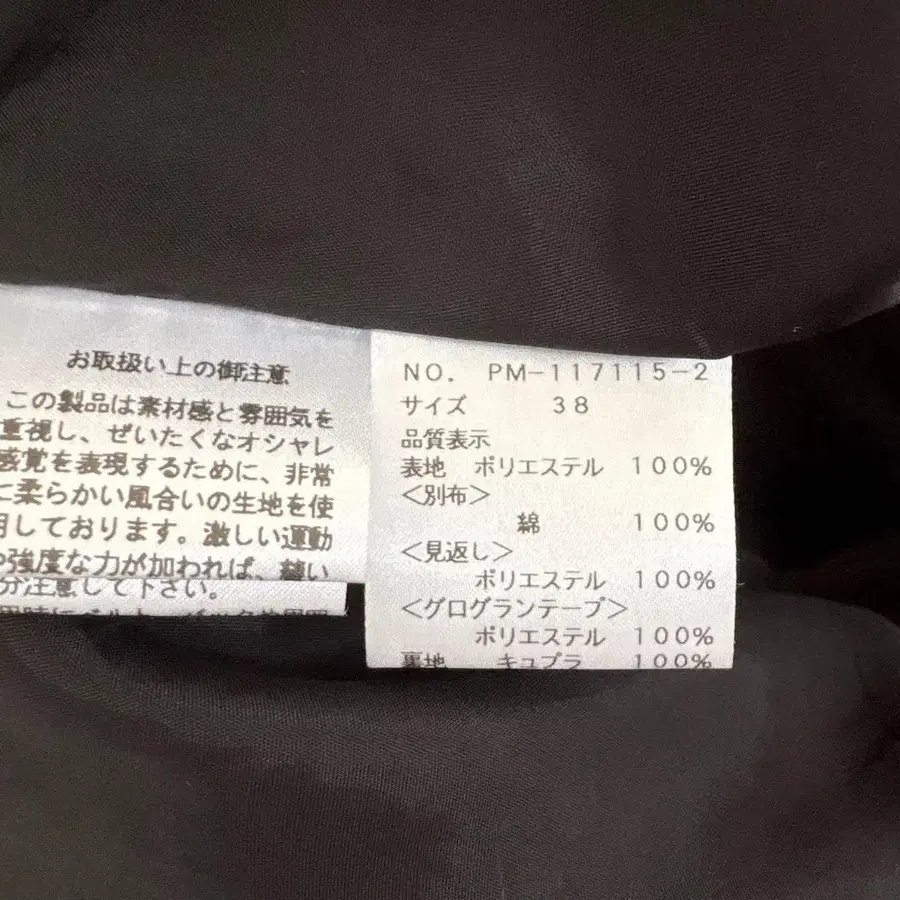 お取扱い上の御注意
この製品は素材感と雰囲気を
重視し、ぜいたくなオシャレ
感覚を表現するために、非常
に柔らかい風合いの生地を使
用しております。激しい運動
や強度な力が加われば、縫い
分注意して下さい。
NO. PM-117115-2
サイズ 38
品質表示
表地 ポリエステル 100%
<別布>
綿 100%
<見返し>
ポリエステル 100%
<グログランテープ>
ポリエステル 100%
裏地 キュプラ 100%